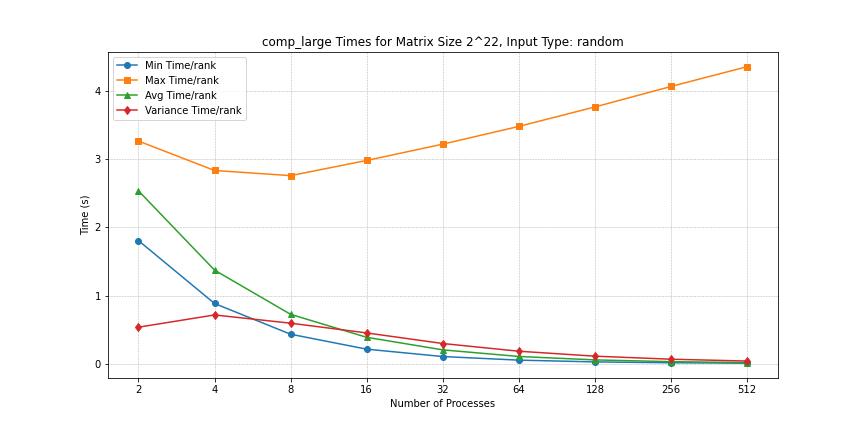 comp_large Times for Matrix Size 2^22, Input Type: random
Min Time/rank
Max Time/rank
Avg Time/rank
Variance Time/rank
Time (s)
4
3
2
1
0
2 4 8 16 32 64 128 256 512
Number of Processes